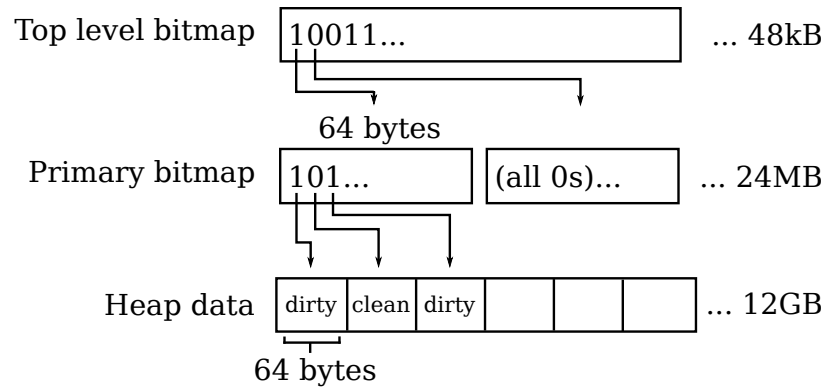 Top level bitmap 10011... ... 48kB
64 bytes
Primary bitmap 101... (all 0s)... ... 24MB
Heap data dirty clean dirty ... 12GB
64 bytes